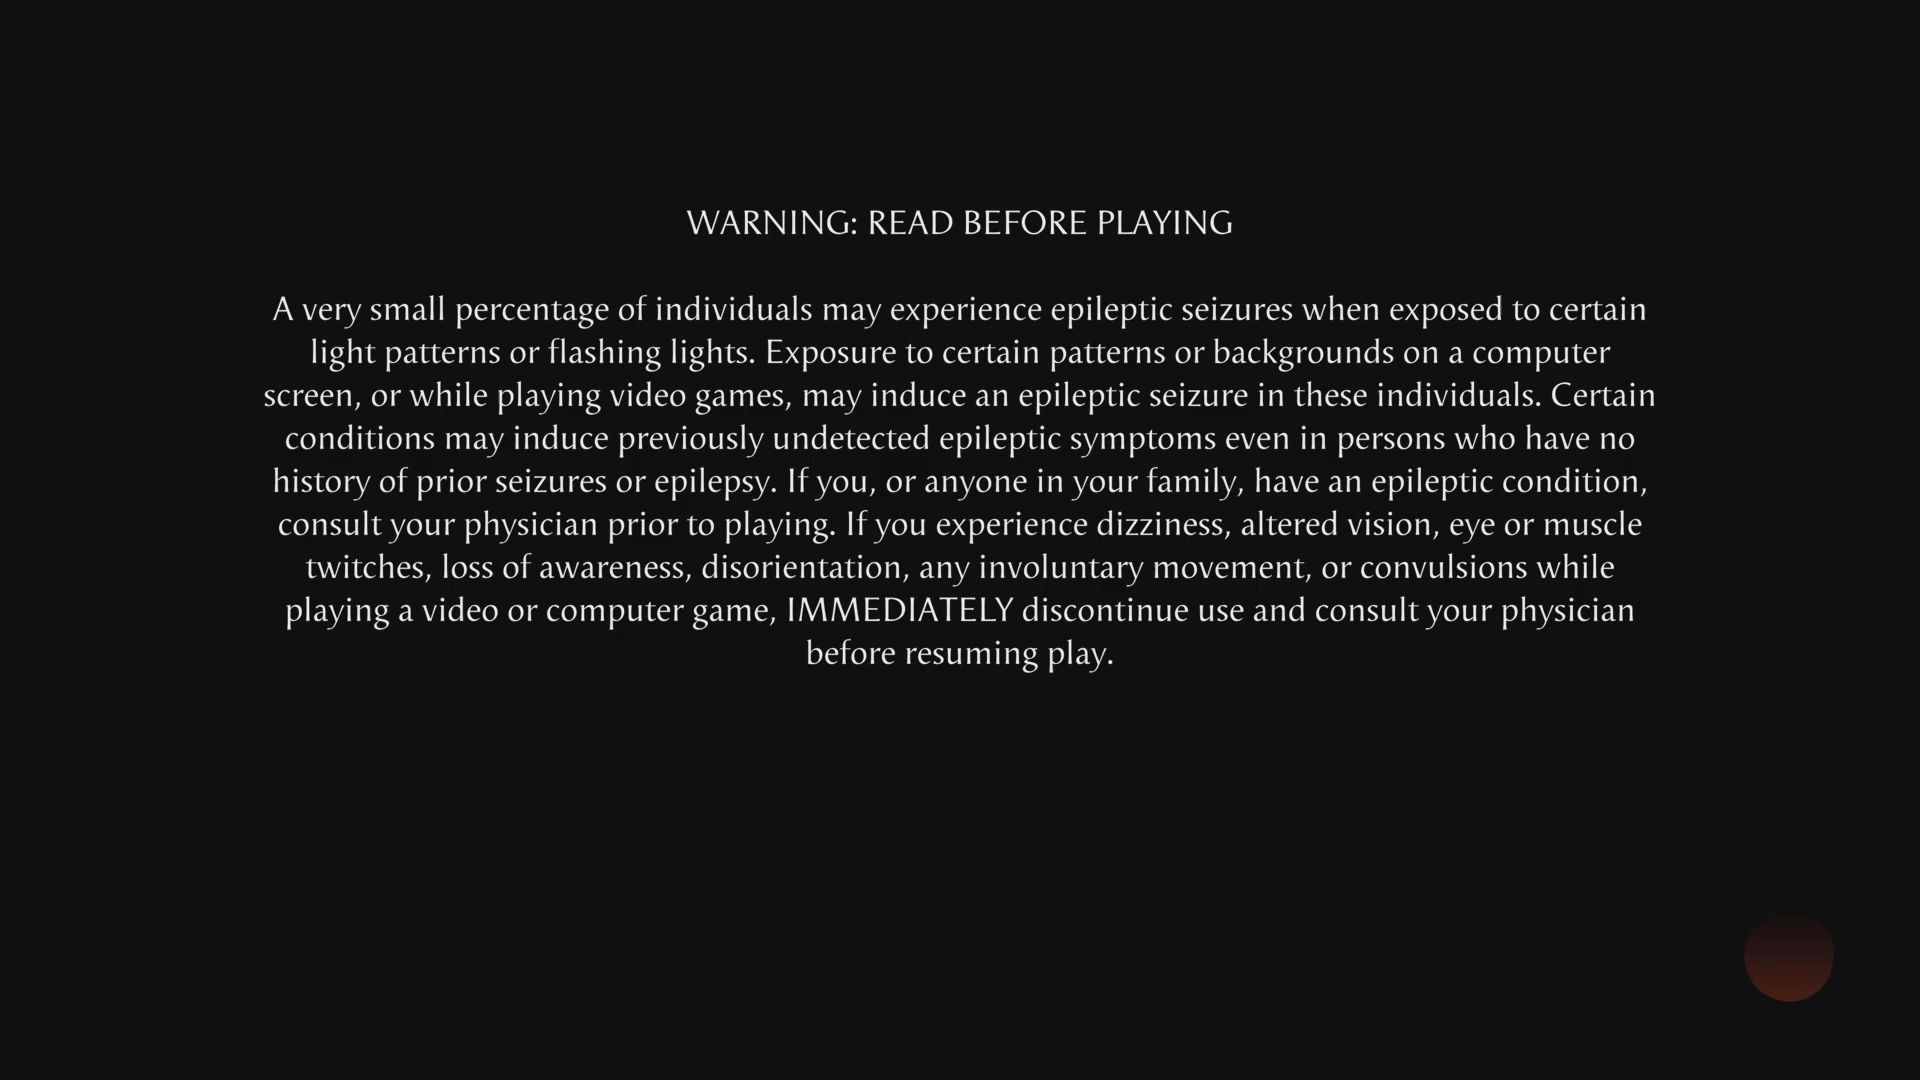 WARNING: READ BEFORE PLAYING
A very small percentage of individuals may experience epileptic seizures when exposed to certain
light patterns or flashing lights. Exposure to certain patterns or backgrounds on a computer
screen, or while playing video games, may induce an epileptic seizure in these individuals. Certain
conditions may induce previously undetected epileptic symptoms even in persons who have no
history of prior seizures or epilepsy. If you, or anyone in your family, have an epileptic condition,
consult your physician prior to playing. If you experience dizziness, altered vision, eye or muscle
twitches, loss of awareness, disorientation, any involuntary movement, or convulsions while
playing a video or computer game, IMMEDIATELY discontinue use and consult your physician
before resuming play.